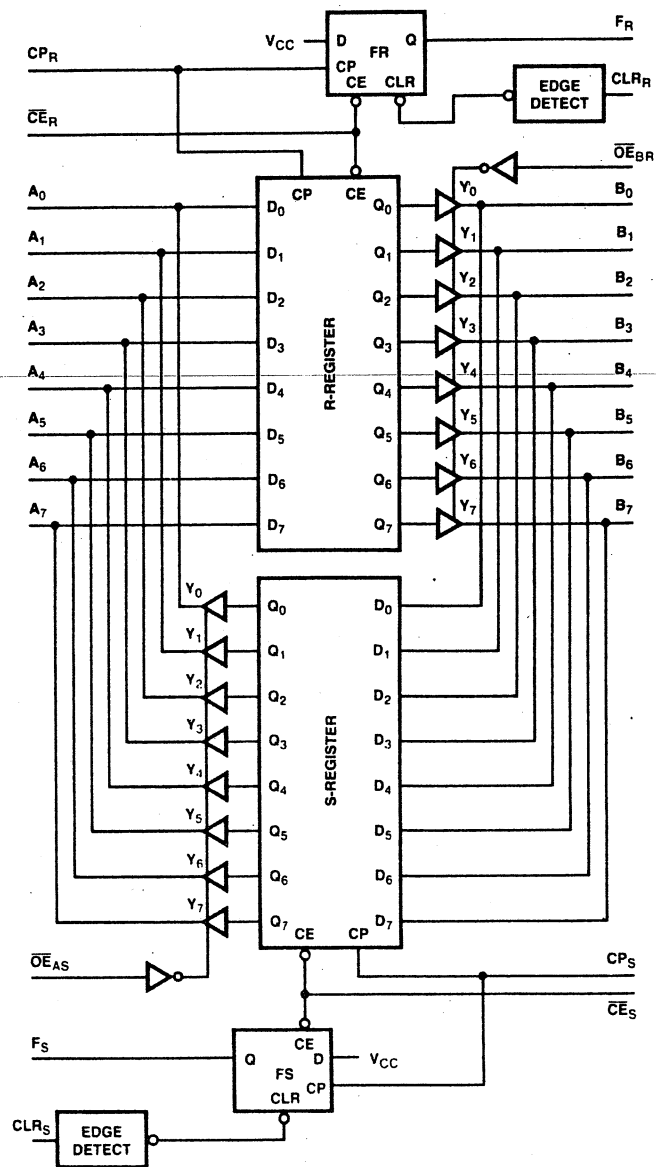 V_CC D FR Q F_R
CP_R CP
CE CLR EDGE DETECT CLR_R
C̅E̅_R
O̅E̅_BR
CP CE
A_0 D_0 Q_0 Y_0 B_0
A_1 D_1 Q_1 Y_1 B_1
A_2 D_2 Q_2 Y_2 B_2
A_3 D_3 Q_3 Y_3 B_3
A_4 D_4 Q_4 Y_4 B_4
A_5 D_5 Q_5 Y_5 B_5
A_6 D_6 Q_6 Y_6 B_6
A_7 D_7 Q_7 Y_7 B_7
R-REGISTER
Y_0 Q_0 D_0
Y_1 Q_1 D_1
Y_2 Q_2 D_2
Y_3 Q_3 D_3
Y_4 Q_4 D_4
Y_5 Q_5 D_5
Y_6 Q_6 D_6
Y_7 Q_7 D_7
S-REGISTER
CE CP
O̅E̅_AS CP_S
C̅E̅_S
CE
F_S Q D V_CC
FS CP
CLR
CLR_S EDGE DETECT